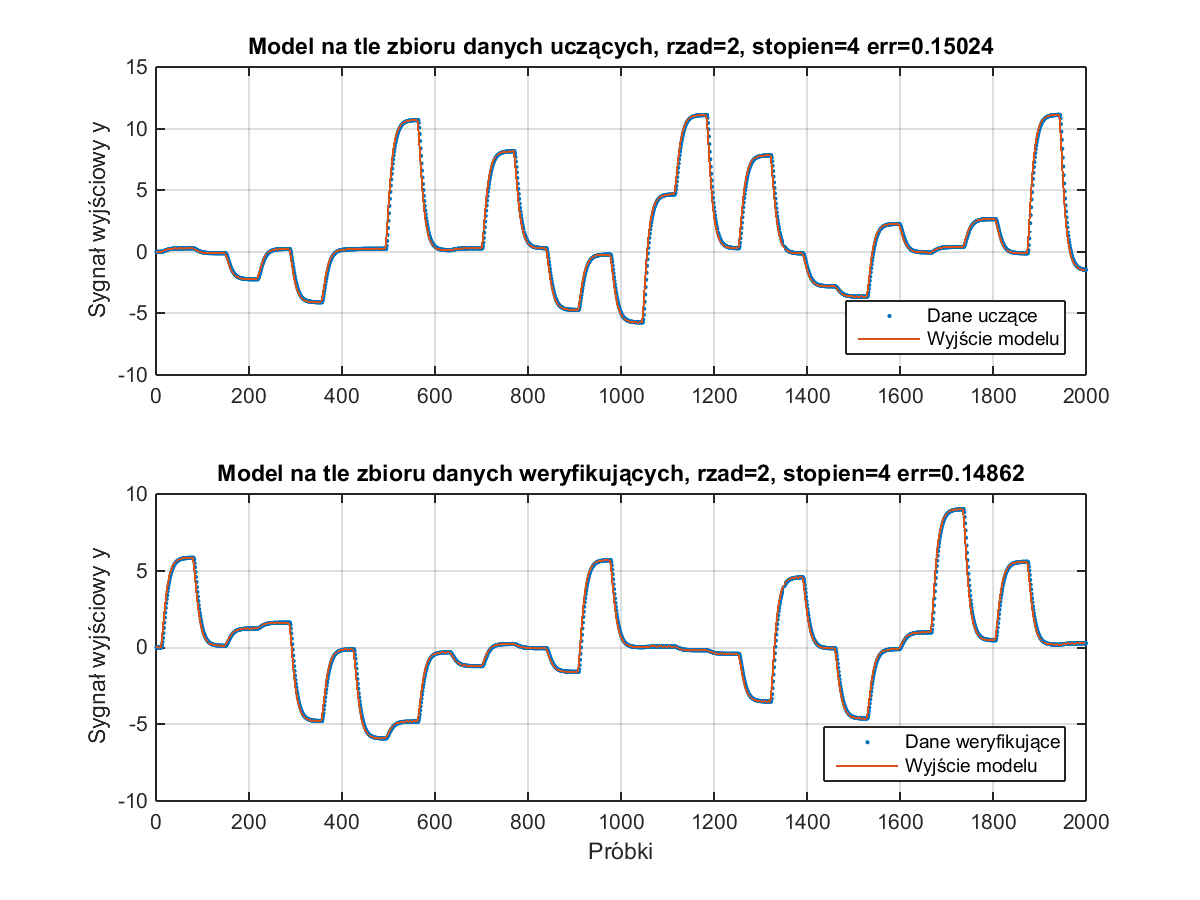 Model na tle zbioru danych uczących, rzad=2, stopien=4 err=0.15024
Sygnał wyjściowy y
15
10
5
0
-5
-10
0 200 400 600 800 1000 1200 1400 1600 1800 2000
Dane uczące
Wyjście modelu
Model na tle zbioru danych weryfikujących, rzad=2, stopien=4 err=0.14862
Sygnał wyjściowy y
10
5
0
-5
-10
0 200 400 600 800 1000 1200 1400 1600 1800 2000
Dane weryfikujące
Wyjście modelu
Próbki